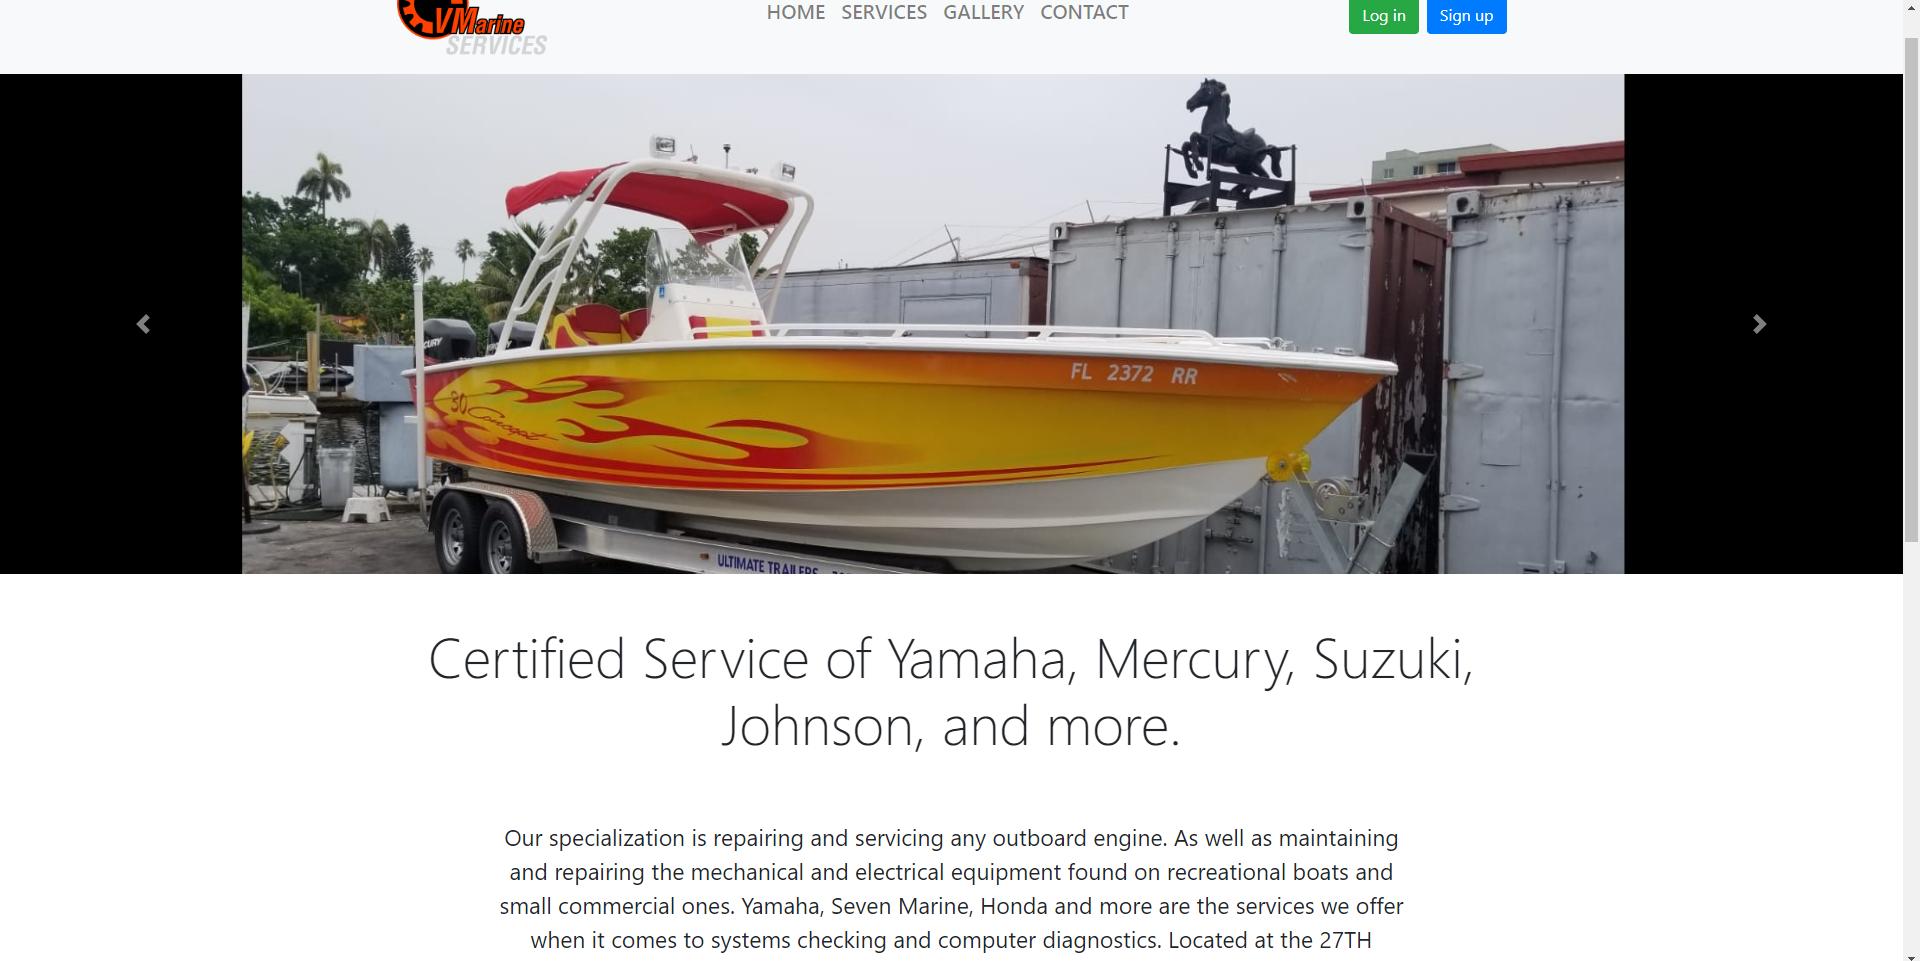 VMarine
SERVICES
HOME SERVICES GALLERY CONTACT
Log in Sign up
FL 2372 RR
30 Concept
ULTIMATE TRAILERS
Certified Service of Yamaha, Mercury, Suzuki,
Johnson, and more.
Our specialization is repairing and servicing any outboard engine. As well as maintaining
and repairing the mechanical and electrical equipment found on recreational boats and
small commercial ones. Yamaha, Seven Marine, Honda and more are the services we offer
when it comes to systems checking and computer diagnostics. Located at the 27TH